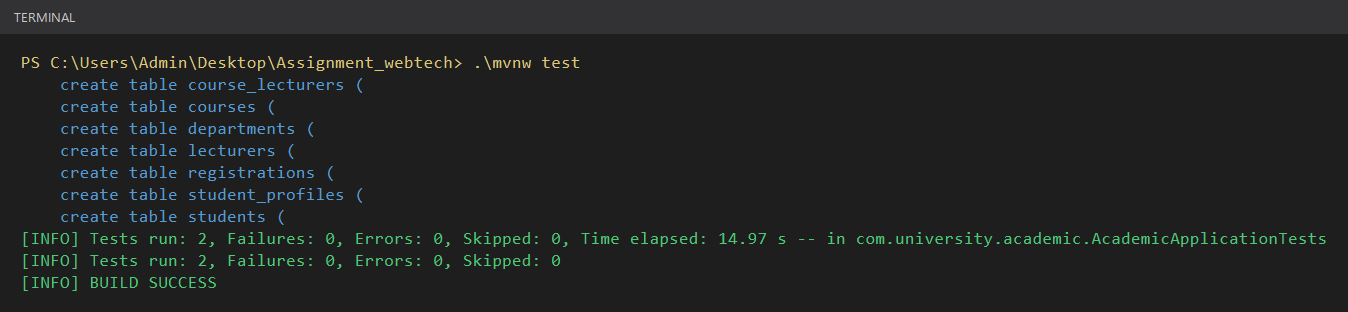 TERMINAL
PS C:\Users\Admin\Desktop\Assignment_webtech> .\mvnw test
    create table course_lecturers (
    create table courses (
    create table departments (
    create table lecturers (
    create table registrations (
    create table student_profiles (
    create table students (
[INFO] Tests run: 2, Failures: 0, Errors: 0, Skipped: 0, Time elapsed: 14.97 s -- in com.university.academic.AcademicApplicationTests
[INFO] Tests run: 2, Failures: 0, Errors: 0, Skipped: 0
[INFO] BUILD SUCCESS